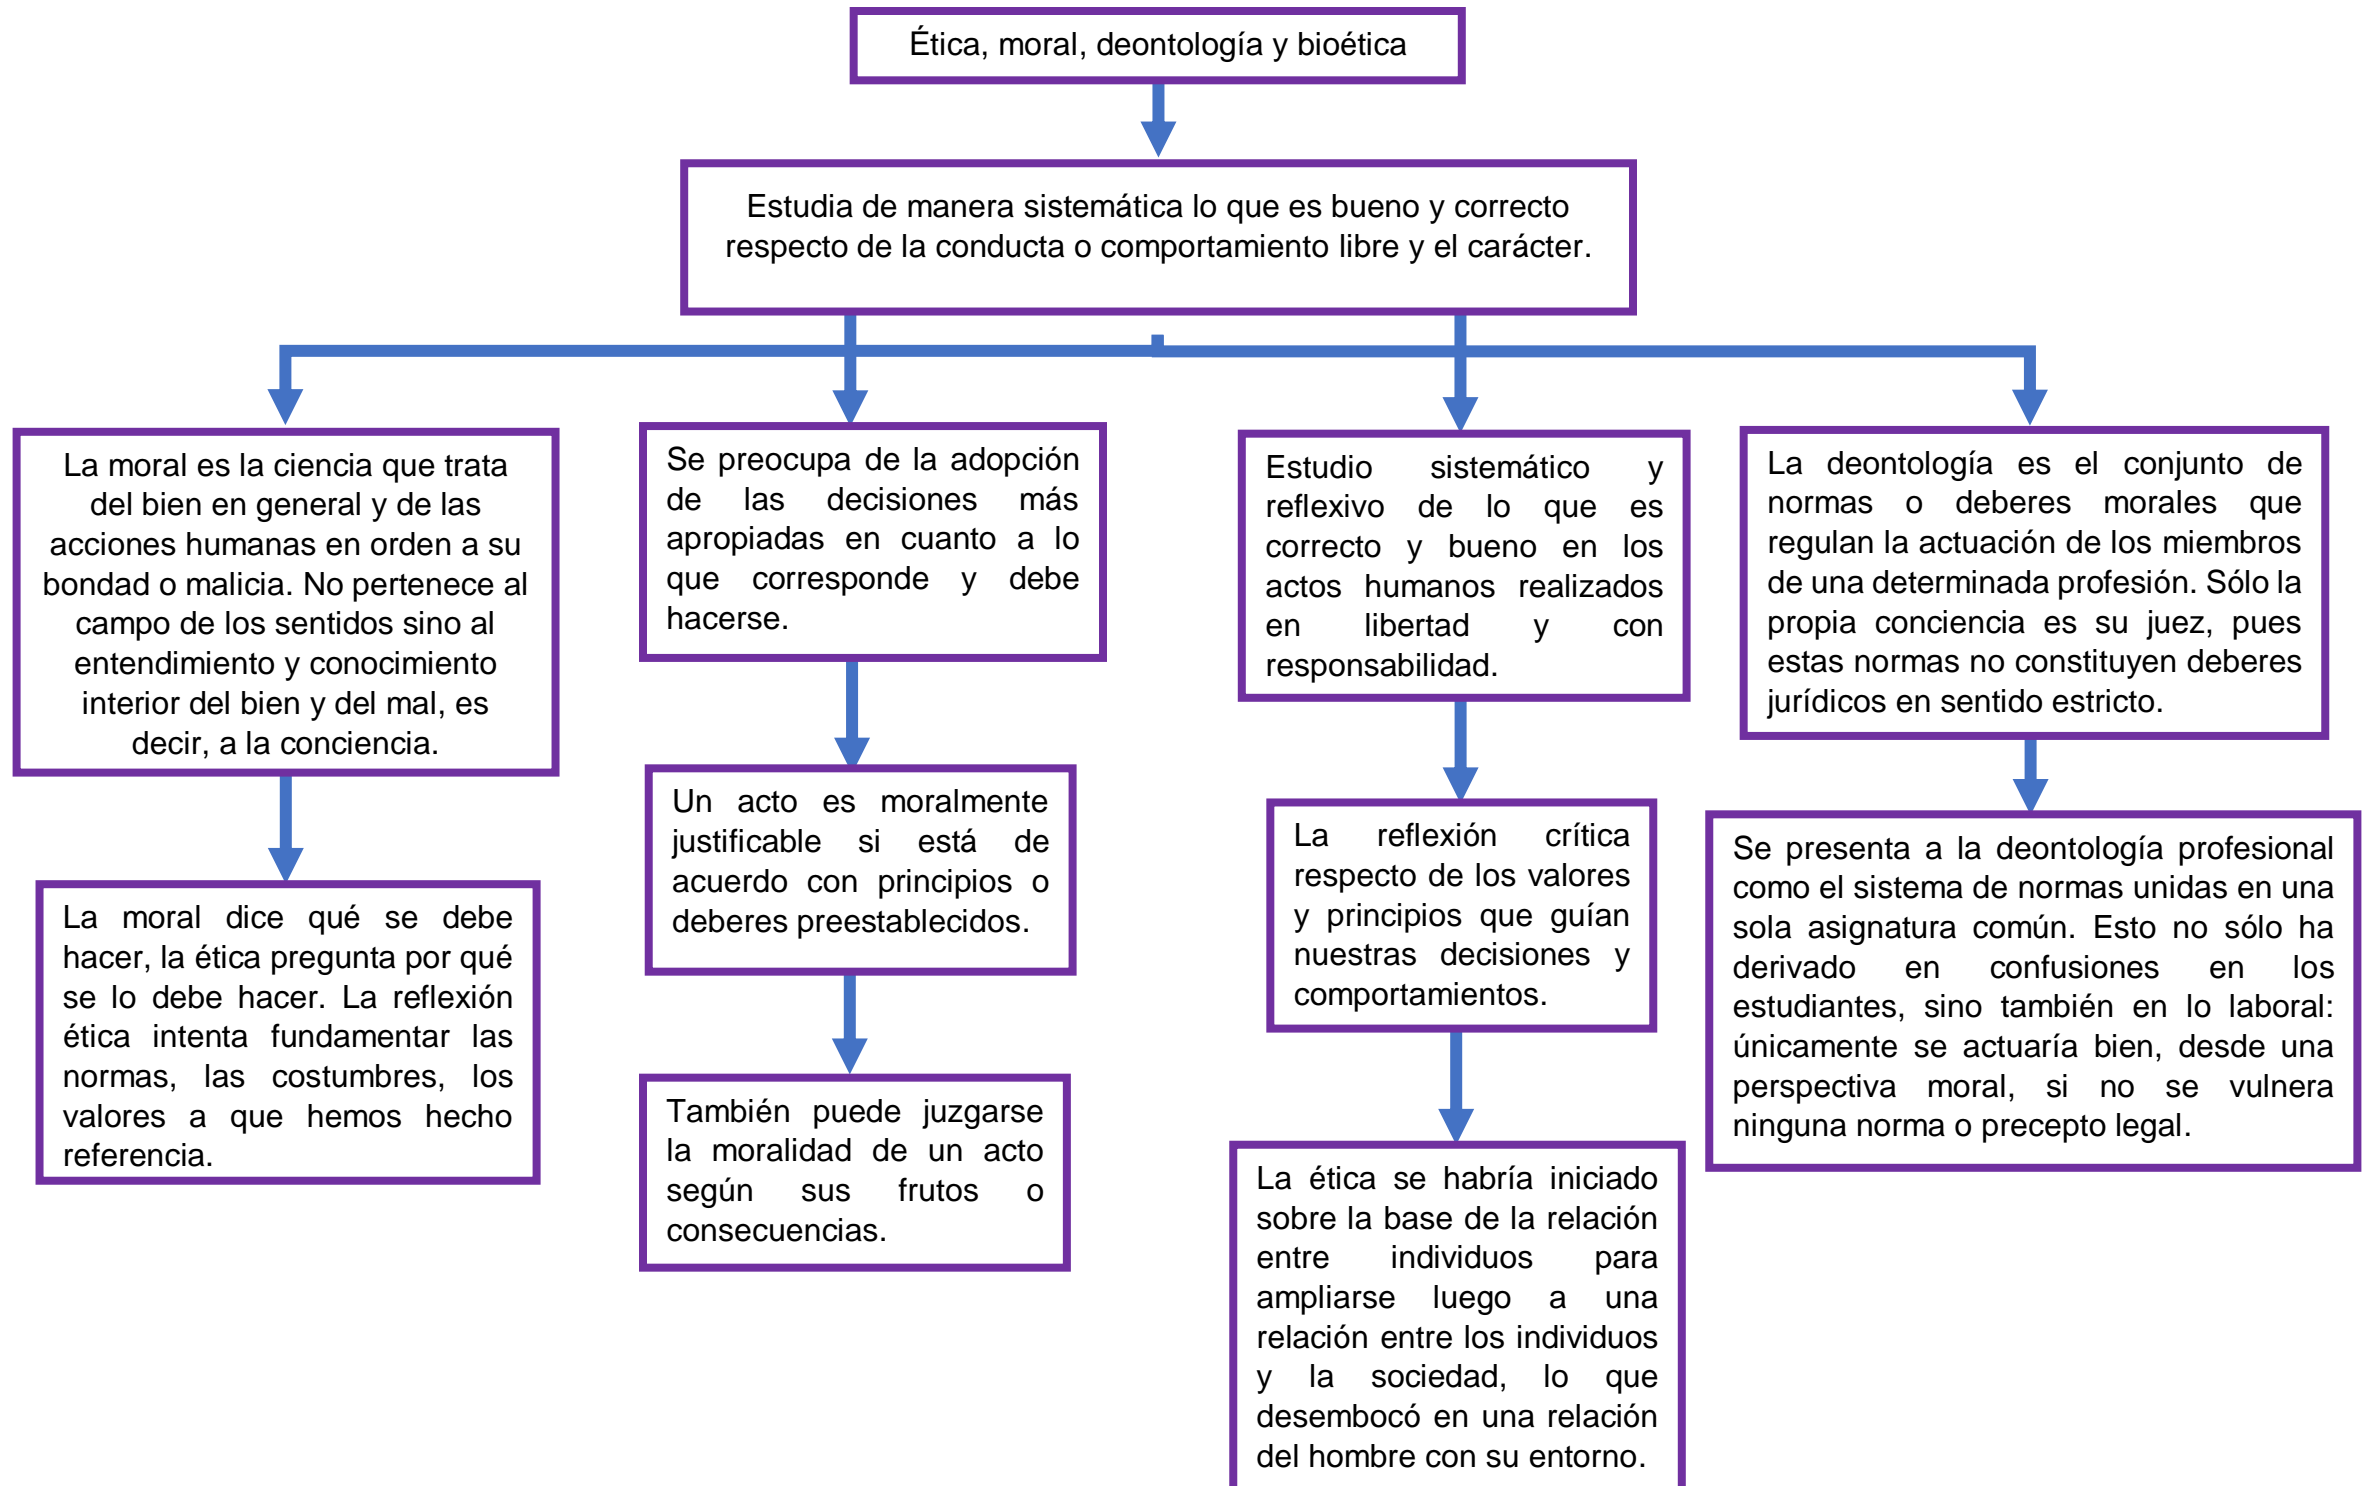 Ética, moral, deontología y bioética
Estudia de manera sistemática lo que es bueno y correcto
respecto de la conducta o comportamiento libre y el carácter.
La moral es la ciencia que trata
del bien en general y de las
acciones humanas en orden a su
bondad o malicia. No pertenece al
campo de los sentidos sino al
entendimiento y conocimiento
interior del bien y del mal, es
decir, a la conciencia.
La moral dice qué se debe
hacer, la ética pregunta por qué
se lo debe hacer. La reflexión
ética intenta fundamentar las
normas, las costumbres, los
valores a que hemos hecho
referencia.
Se preocupa de la adopción
de las decisiones más
apropiadas en cuanto a lo
que corresponde y debe
hacerse.
Un acto es moralmente
justificable si está de
acuerdo con principios o
deberes preestablecidos.
También puede juzgarse
la moralidad de un acto
según sus frutos o
consecuencias.
Estudio sistemático y
reflexivo de lo que es
correcto y bueno en los
actos humanos realizados
en libertad y con
responsabilidad.
La reflexión crítica
respecto de los valores
y principios que guían
nuestras decisiones y
comportamientos.
La ética se habría iniciado
sobre la base de la relación
entre individuos para
ampliarse luego a una
relación entre los individuos
y la sociedad, lo que
desembocó en una relación
del hombre con su entorno.
La deontología es el conjunto de
normas o deberes morales que
regulan la actuación de los miembros
de una determinada profesión. Sólo la
propia conciencia es su juez, pues
estas normas no constituyen deberes
jurídicos en sentido estricto.
Se presenta a la deontología profesional
como el sistema de normas unidas en una
sola asignatura común. Esto no sólo ha
derivado en confusiones en los
estudiantes, sino también en lo laboral:
únicamente se actuaría bien, desde una
perspectiva moral, si no se vulnera
ninguna norma o precepto legal.